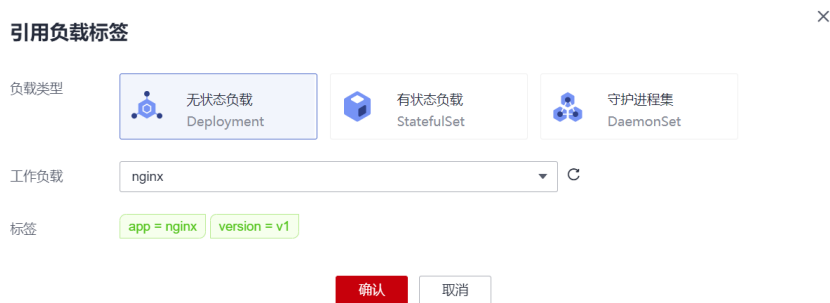 引用负载标签
负载类型
无状态负载
Deployment
有状态负载
StatefulSet
守护进程集
DaemonSet
工作负载
nginx
标签
app = nginx
version = v1
确认
取消